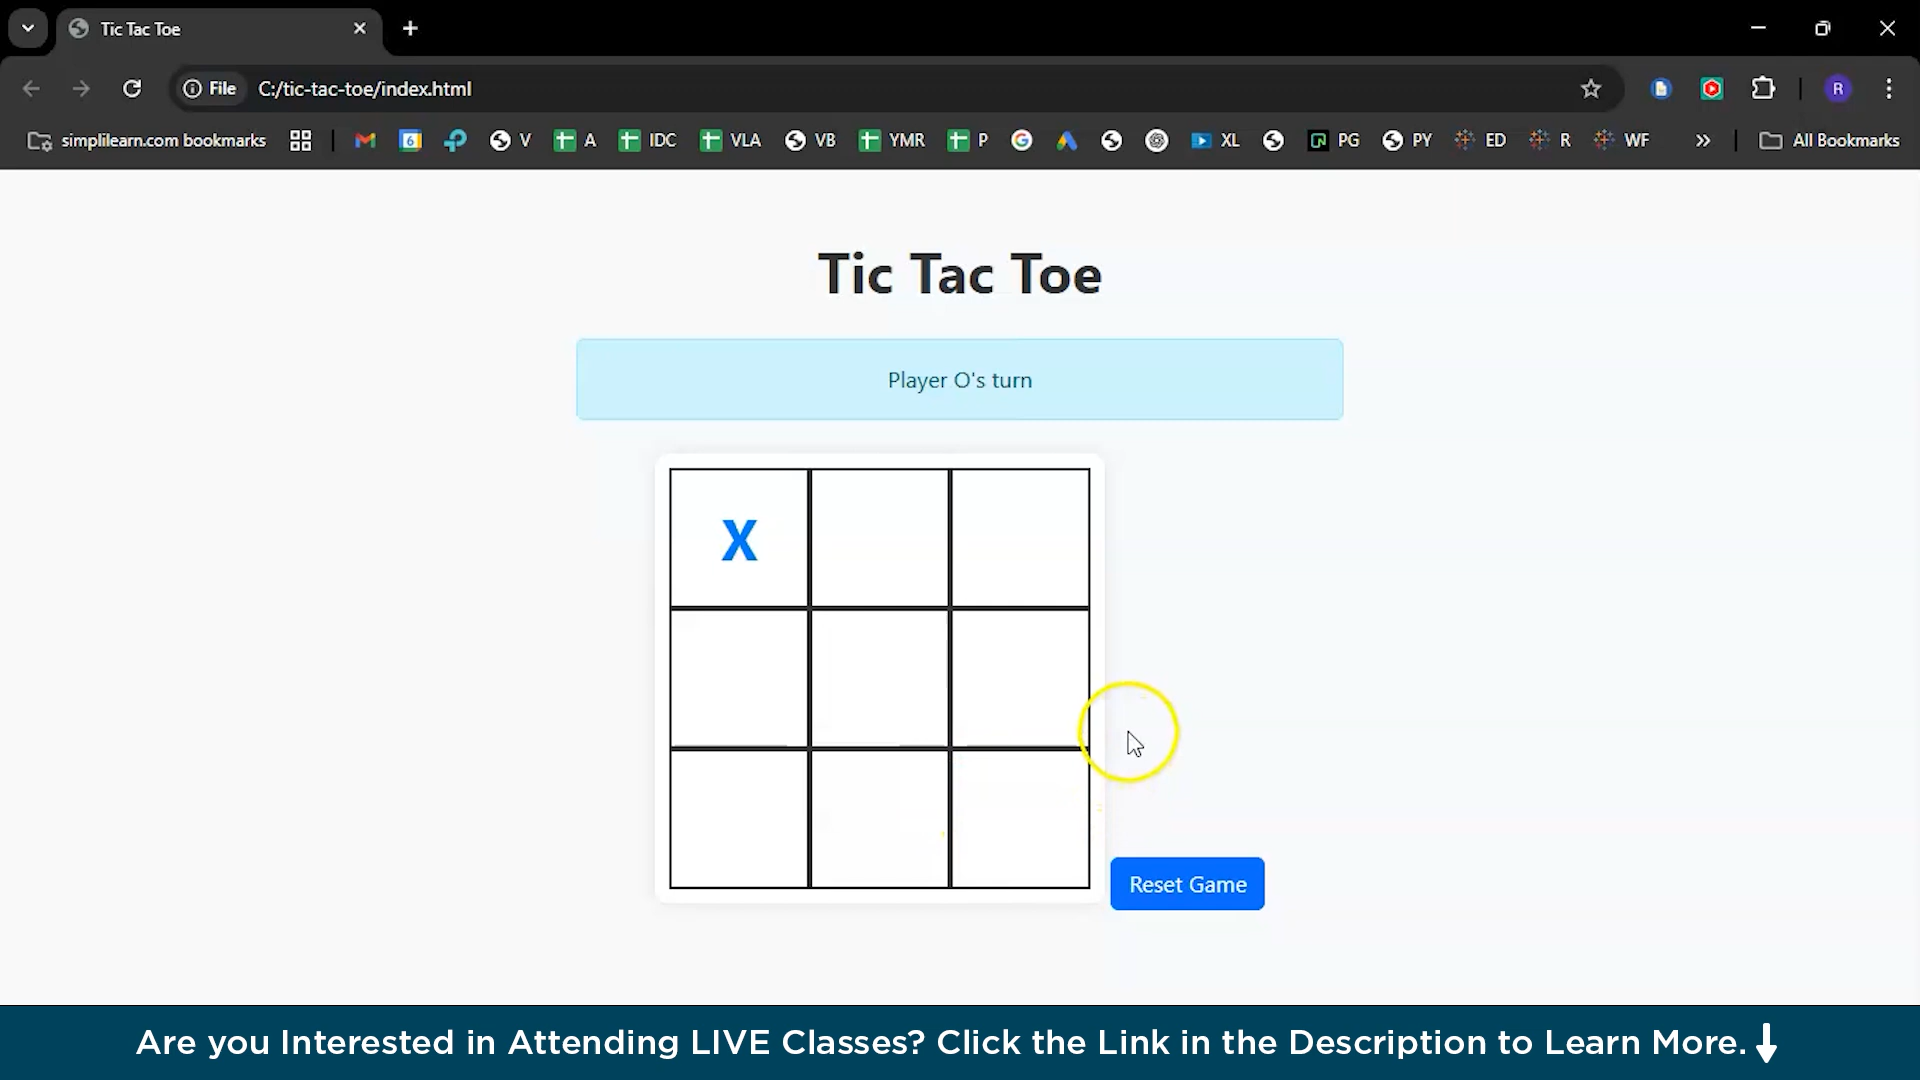 Tic Tac Toe
File C:/tic-tac-toe/index.html R
simplilearn.com bookmarks 6 V A IDC VLA VB YMR P XL PG PY ED R WF » All Bookmarks
Tic Tac Toe
Player O's turn
X
Reset Game
Are you Interested in Attending LIVE Classes? Click the Link in the Description to Learn More.